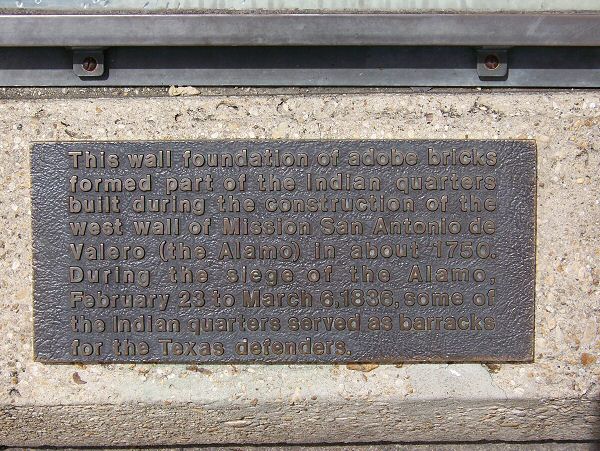 This wall foundation of adobe bricks
formed part of the Indian quarters
built during the construction of the
west wall of Mission San Antonio de
Valero (the Alamo) in about 1750.
During the siege of the Alamo,
February 23 to March 6,1836, some of
the Indian quarters served as barracks
for the Texas defenders.